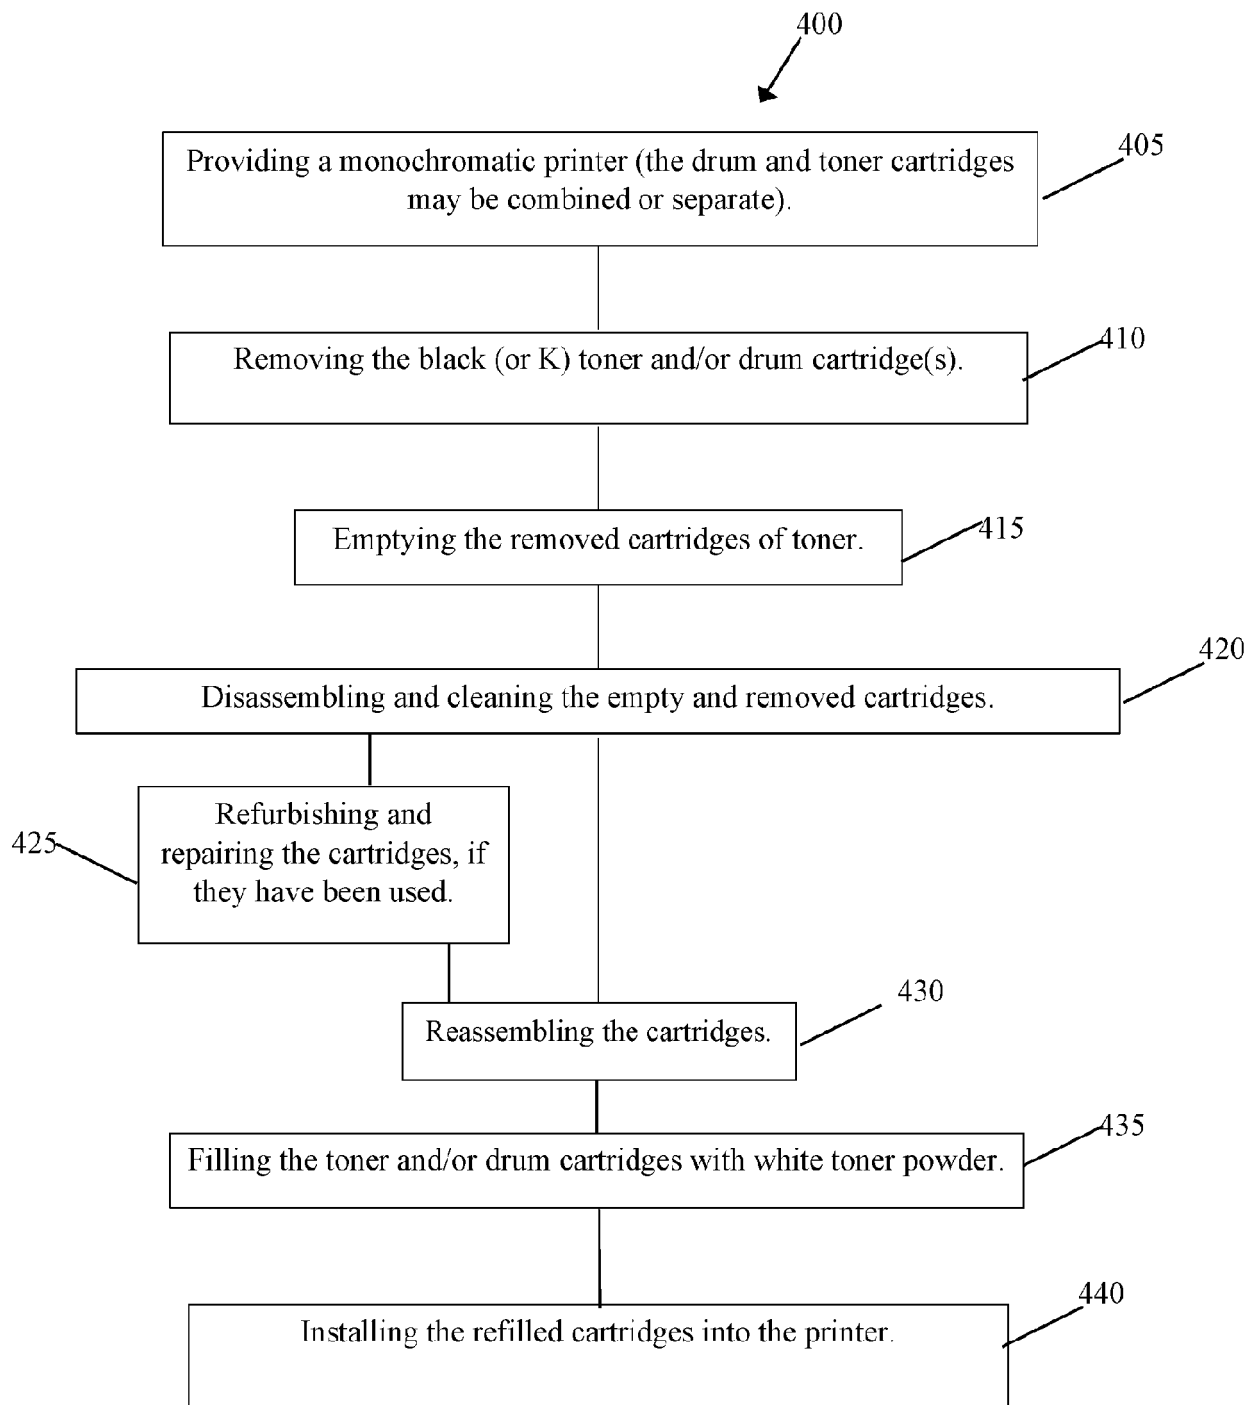 400
Providing a monochromatic printer (the drum and toner cartridges
may be combined or separate).
405
Removing the black (or K) toner and/or drum cartridge(s).
410
Emptying the removed cartridges of toner.
415
Disassembling and cleaning the empty and removed cartridges.
420
Refurbishing and
repairing the cartridges, if
they have been used.
425
Reassembling the cartridges.
430
Filling the toner and/or drum cartridges with white toner powder.
435
Installing the refilled cartridges into the printer.
440